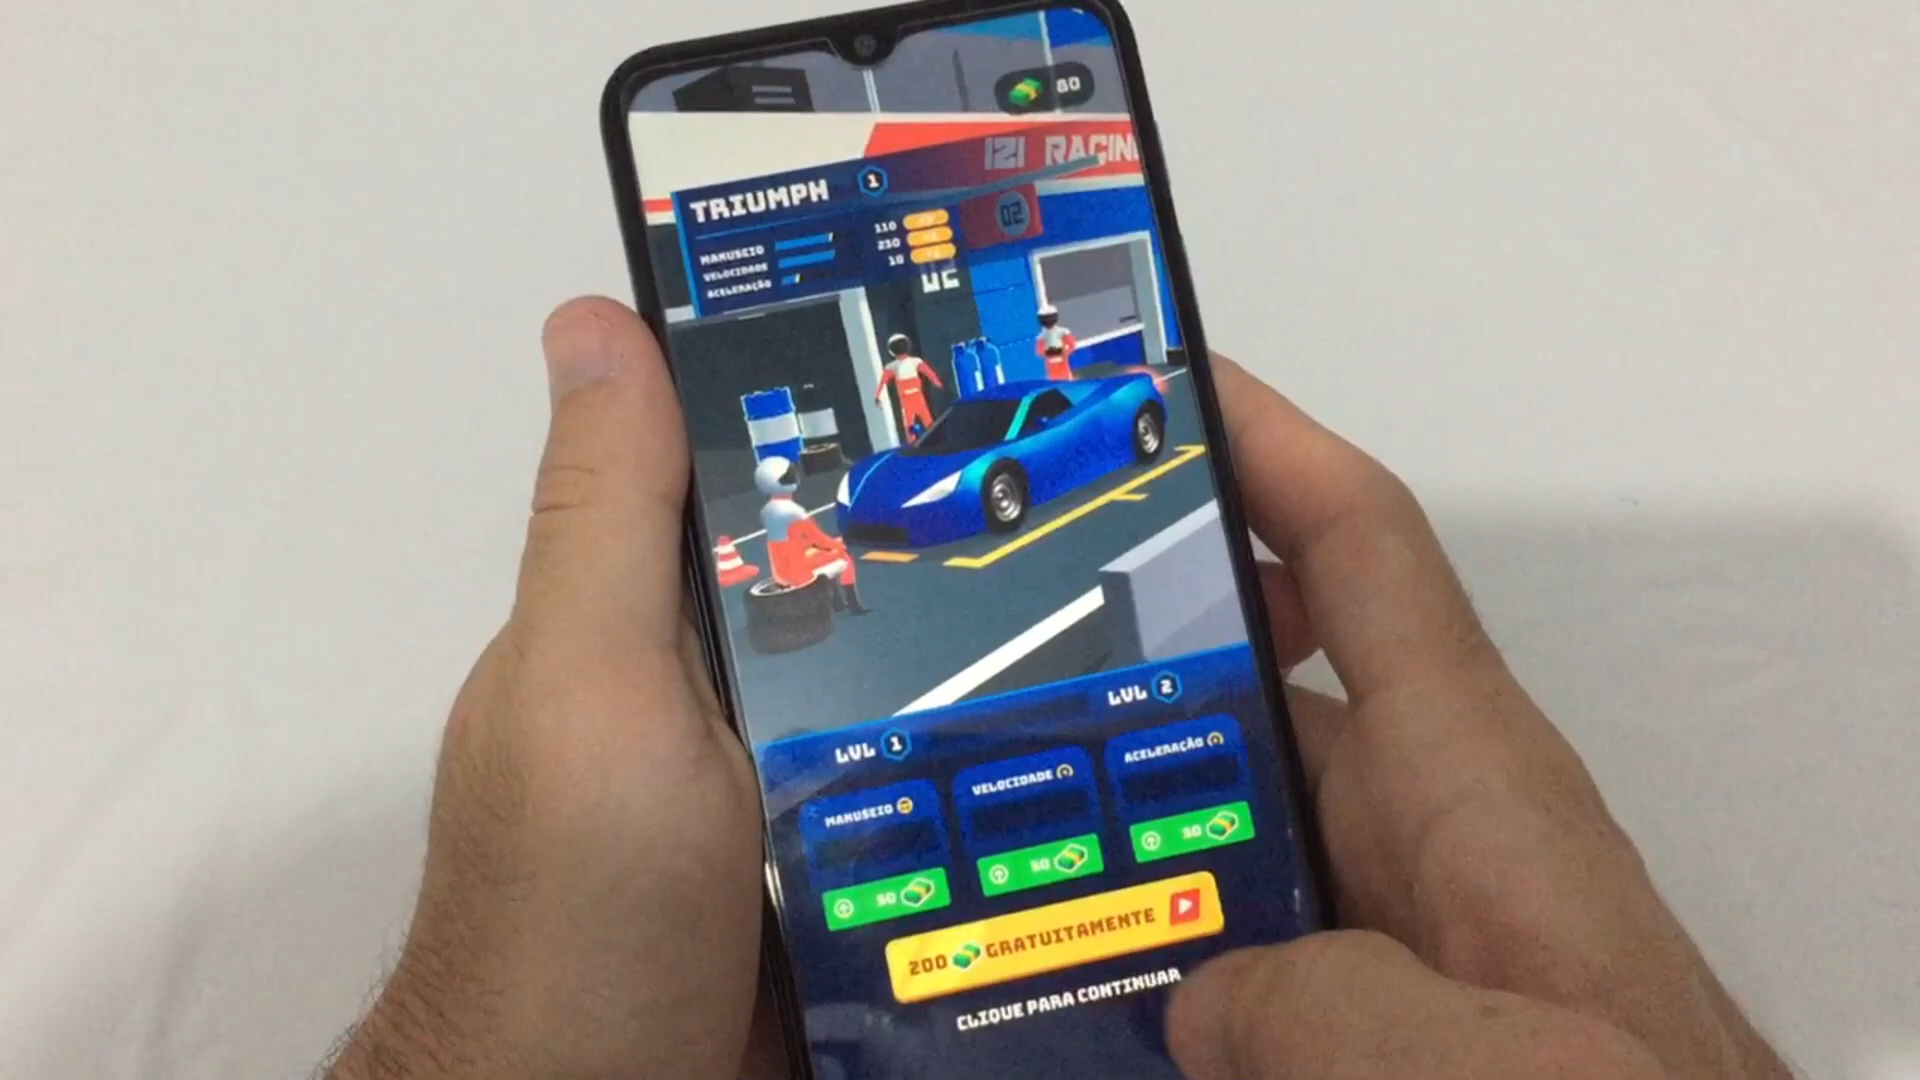 80
IZI RACIN
TRIUMPH 1
02
MANUSEIO 110
VELOCIDADE 230
ACELERAÇÃO 10
02
LVL 1
LVL 2
MANUSEIO
VELOCIDADE
ACELERAÇÃO
50
50
50
200 GRATUITAMENTE
CLIQUE PARA CONTINUAR